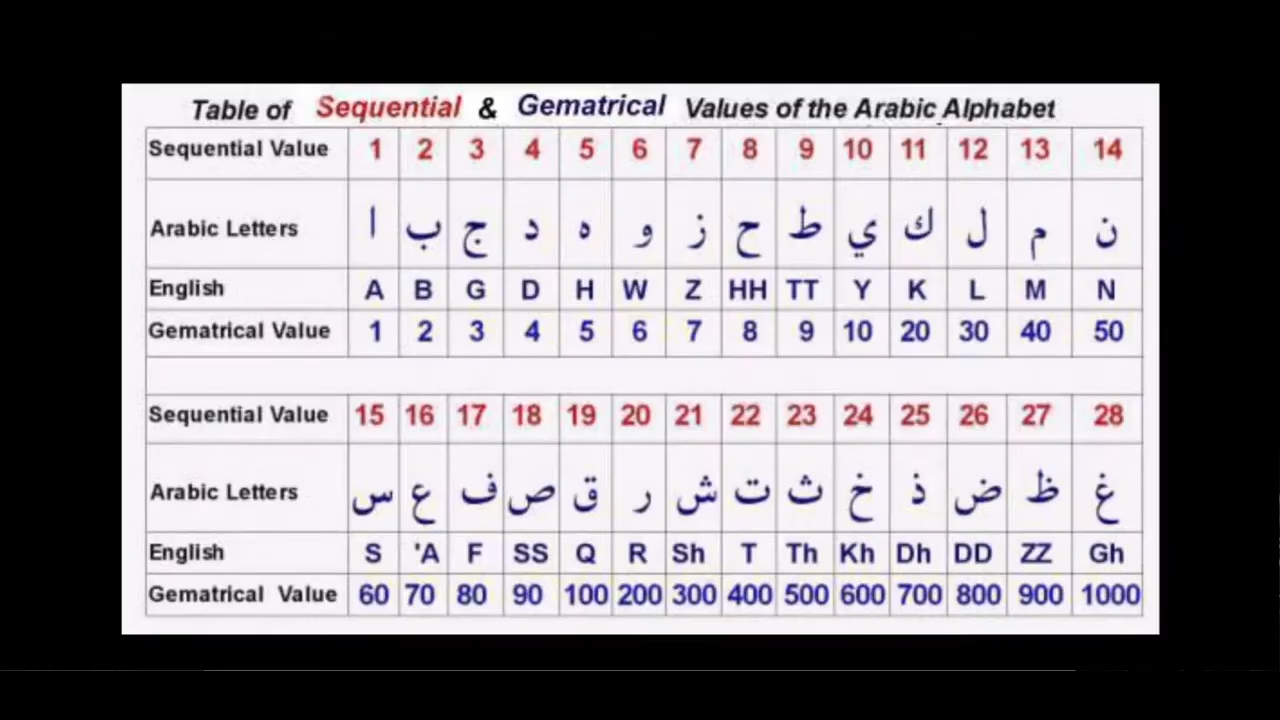 Table of Sequential & Gematrical Values of the Arabic Alphabet
Sequential Value 1 2 3 4 5 6 7 8 9 10 11 12 13 14
Arabic Letters ا ب ج د ه و ز ح ط ي ك ل م ن
English A B G D H W Z HH TT Y K L M N
Gematrical Value 1 2 3 4 5 6 7 8 9 10 20 30 40 50
Sequential Value 15 16 17 18 19 20 21 22 23 24 25 26 27 28
Arabic Letters س ع ف ص ق ر ش ت ث خ ذ ض ظ غ
English S 'A F SS Q R Sh T Th Kh Dh DD ZZ Gh
Gematrical Value 60 70 80 90 100 200 300 400 500 600 700 800 900 1000